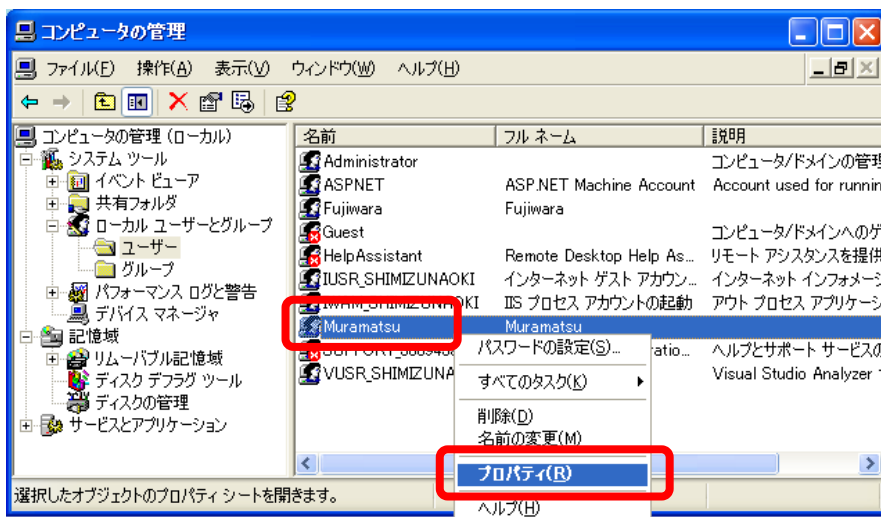 コンピュータの管理
ファイル(F) 操作(A) 表示(V) ウィンドウ(W) ヘルプ(H)
コンピュータの管理 (ローカル)
システム ツール
イベント ビューア
共有フォルダ
ローカル ユーザーとグループ
ユーザー
グループ
パフォーマンス ログと警告
デバイス マネージャ
記憶域
リムーバブル記憶域
ディスク デフラグ ツール
ディスクの管理
サービスとアプリケーション
名前 フル ネーム 説明
Administrator コンピュータ/ドメインの管理
ASPNET ASP.NET Machine Account Account used for runnin
Fujiwara Fujiwara
Guest コンピュータ/ドメインへのゲ
HelpAssistant Remote Desktop Help As... リモート アシスタンスを提供
IUSR_SHIMIZUNAOKI インターネット ゲスト アカウン... インターネット インフォメーシ
IWAM_SHIMIZUNAOKI IIS プロセス アカウントの起動 アウト プロセス アプリケーシ
Muramatsu Muramatsu
ratio... ヘルプとサポート サービスの
VUSR_SHIMIZUNA Visual Studio Analyzer
パスワードの設定(S)...
すべてのタスク(K)
削除(D)
名前の変更(M)
プロパティ(R)
ヘルプ(H)
選択したオブジェクトのプロパティ シートを開きます。